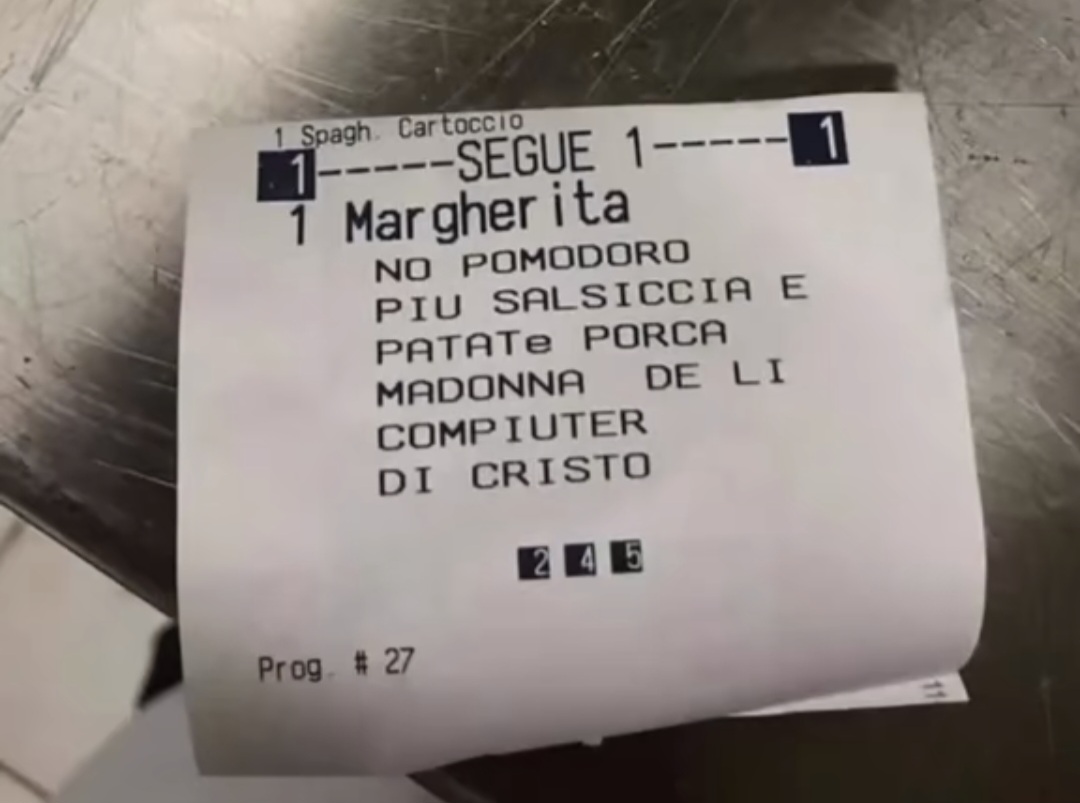 1 Spagh. Cartoccio
1-----SEGUE 1-----1
1 Margherita
NO POMODORO
PIU SALSICCIA E
PATATe PORCA
MADONNA DE LI
COMPIUTER
DI CRISTO
2 4 5
Prog. # 27
11